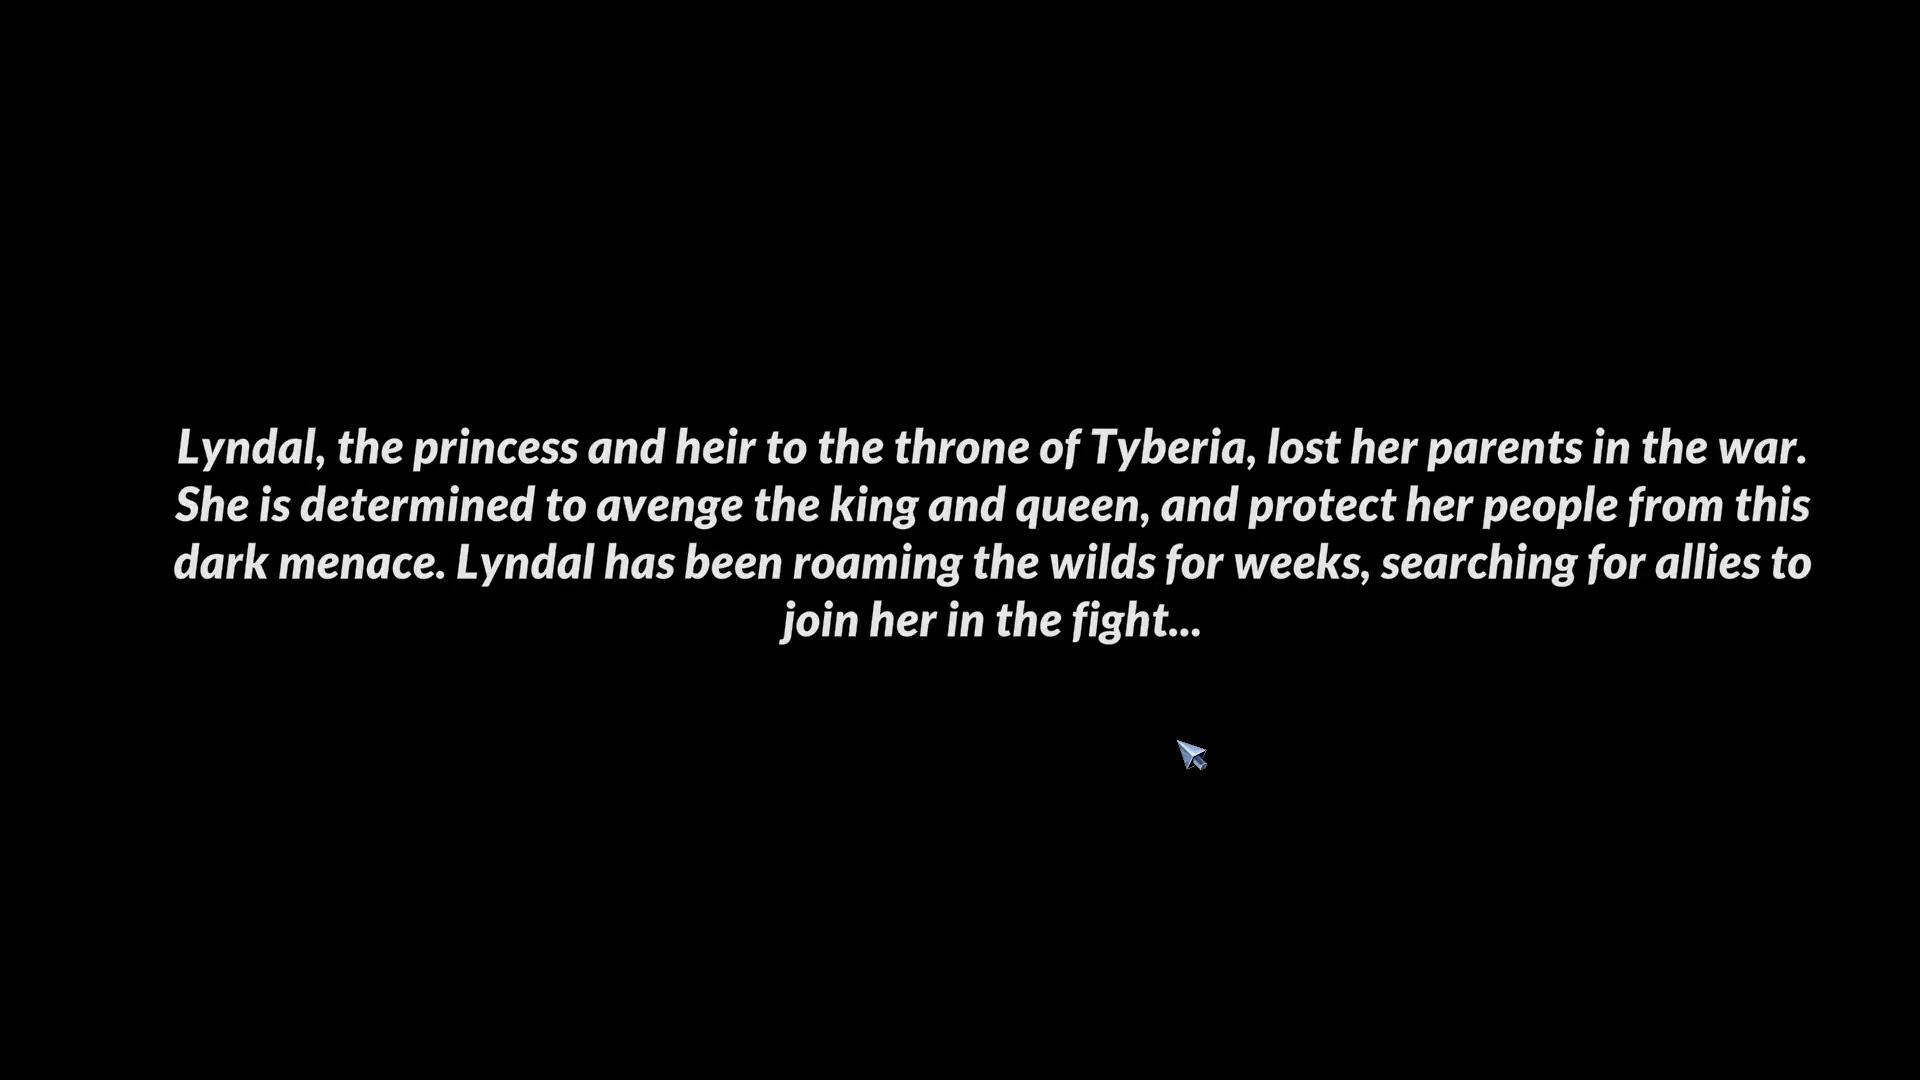 Lyndal, the princess and heir to the throne of Tyberia, lost her parents in the war.
She is determined to avenge the king and queen, and protect her people from this
dark menace. Lyndal has been roaming the wilds for weeks, searching for allies to
join her in the fight...